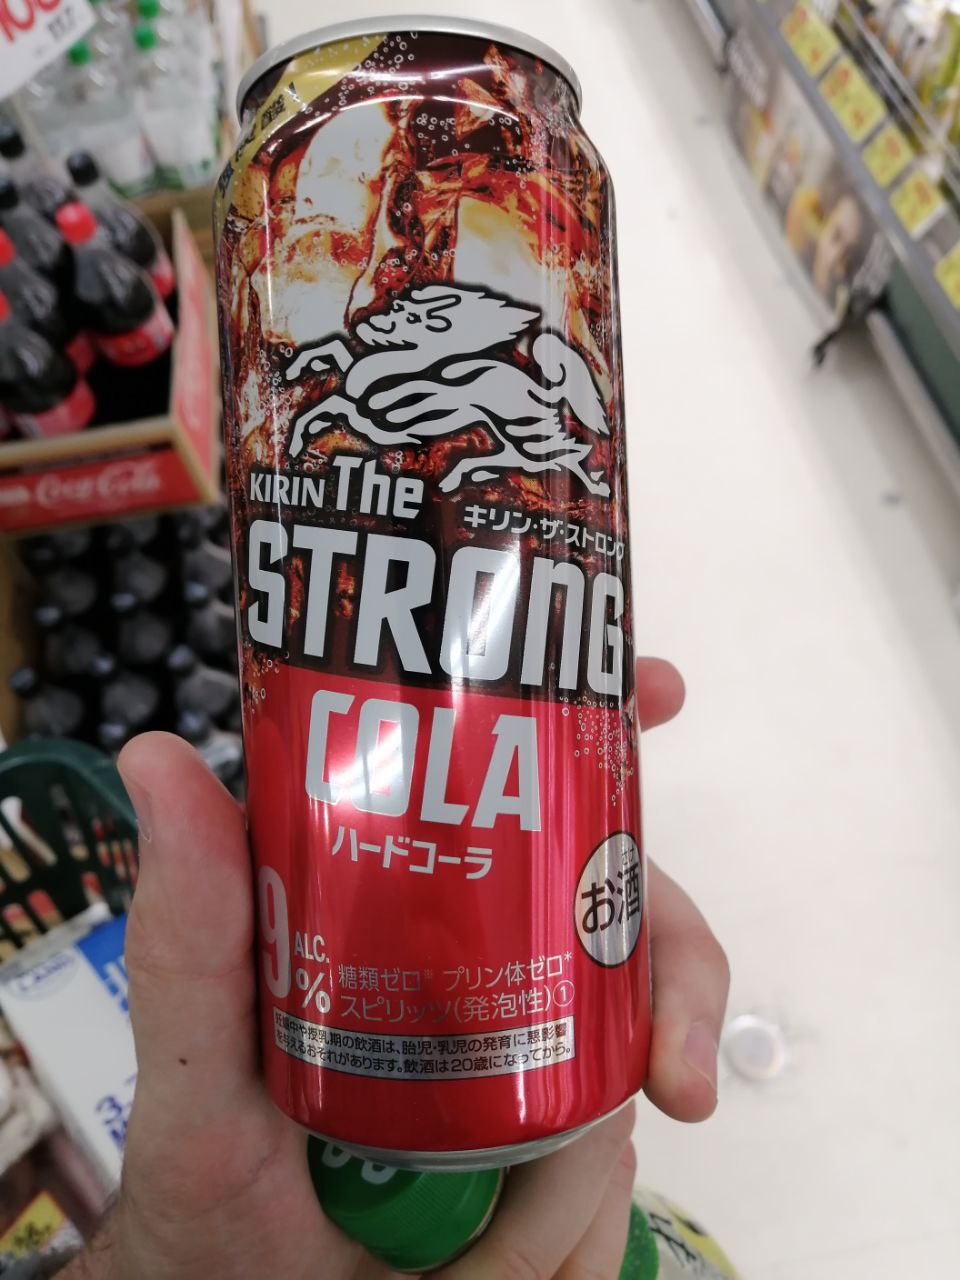 KIRIN The
キリン・ザ・ストロング
STRONG
COLA
ハードコーラ
お酒
9
ALC.
%
糖類ゼロ※ プリン体ゼロ*
スピリッツ(発泡性)①
妊娠中や授乳期の飲酒は、胎児・乳児の発育に悪影響
を与えるおそれがあります。飲酒は20歳になってから。
Coca-Cola